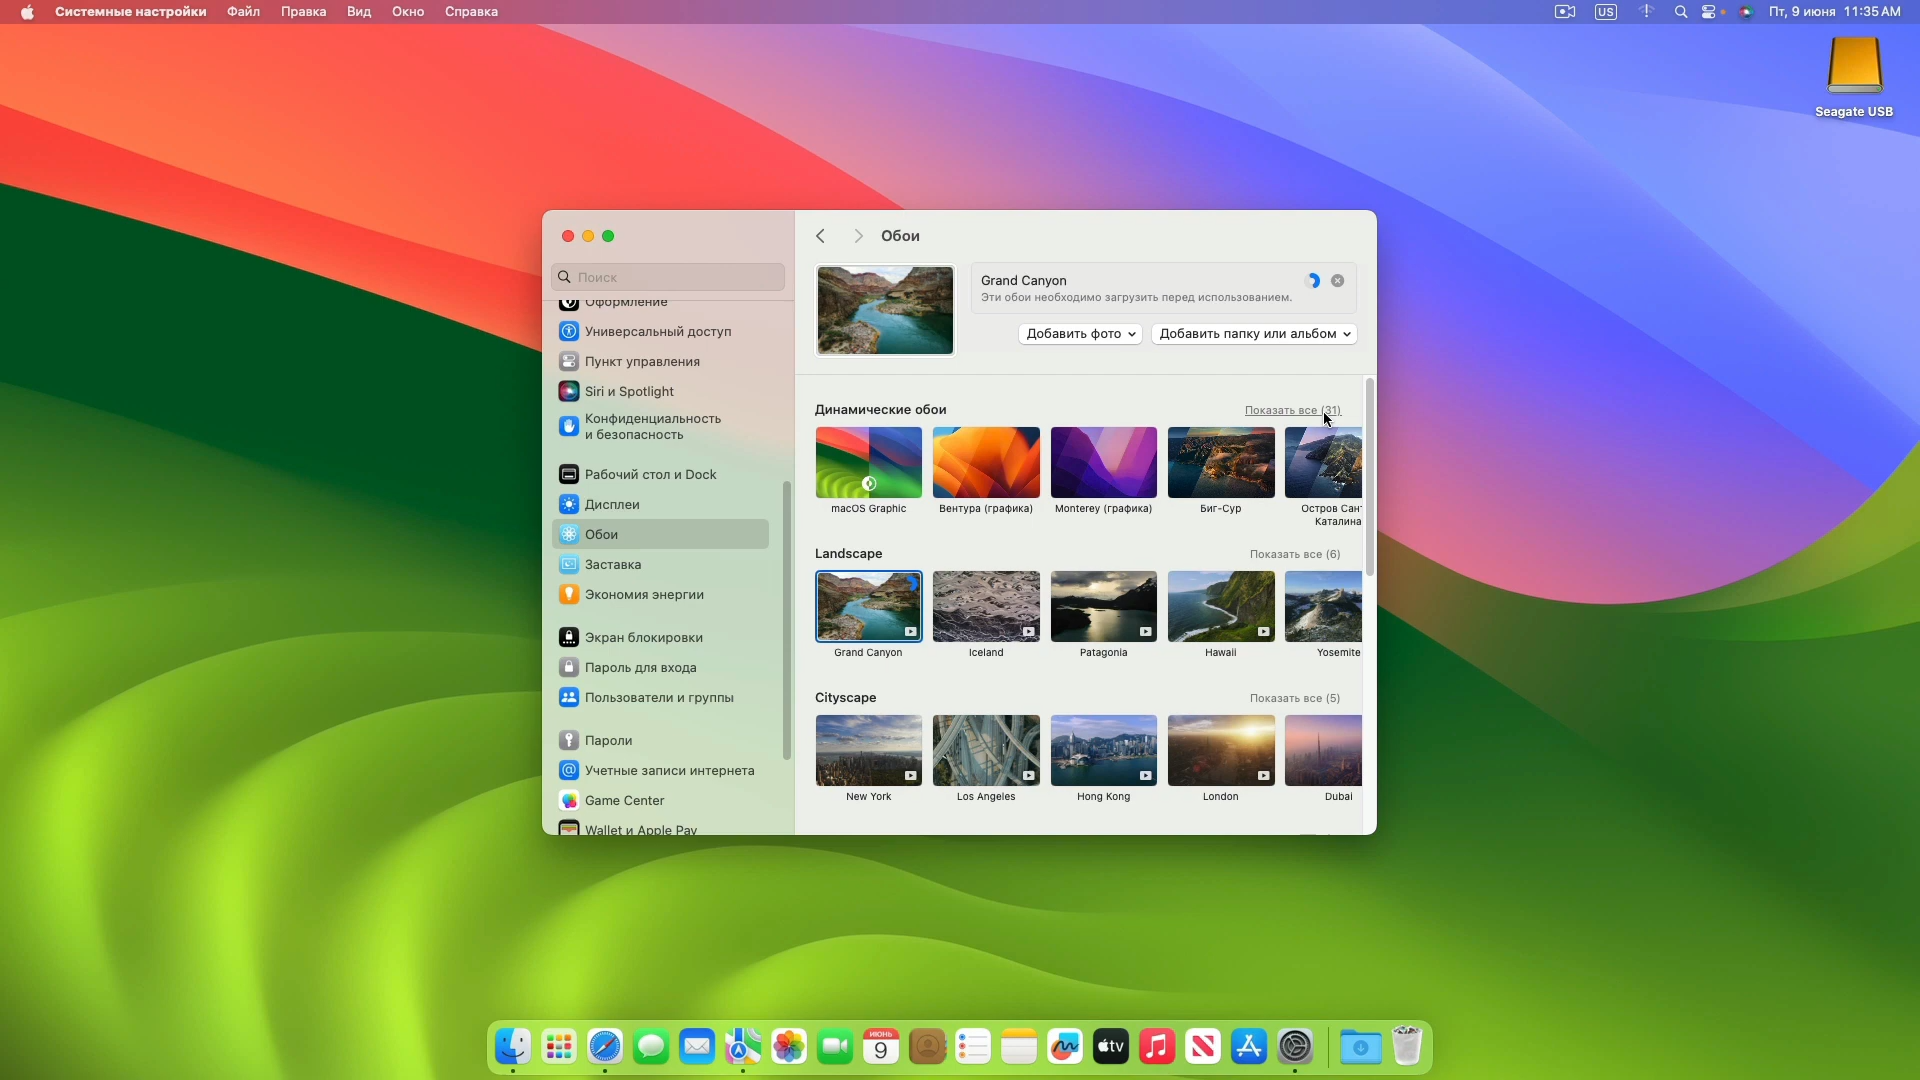 Системные настройки Файл Правка Вид Окно Справка
US Пт, 9 июня 11:35 AM
Seagate USB
Обои
Поиск
Оформление
Универсальный доступ
Пункт управления
Siri и Spotlight
Конфиденциальность
и безопасность
Рабочий стол и Dock
Дисплеи
Обои
Заставка
Экономия энергии
Экран блокировки
Пароль для входа
Пользователи и группы
Пароли
Учетные записи интернета
Game Center
Wallet и Apple Pay
Grand Canyon
Эти обои необходимо загрузить перед использованием.
Добавить фото Добавить папку или альбом
Динамические обои Показать все (31)
macOS Graphic Вентура (графика) Monterey (графика) Биг-Сур Остров Сант
Каталина
Landscape Показать все (6)
Grand Canyon Iceland Patagonia Hawaii Yosemite
Cityscape Показать все (5)
New York Los Angeles Hong Kong London Dubai
ИЮНЬ
9
tv